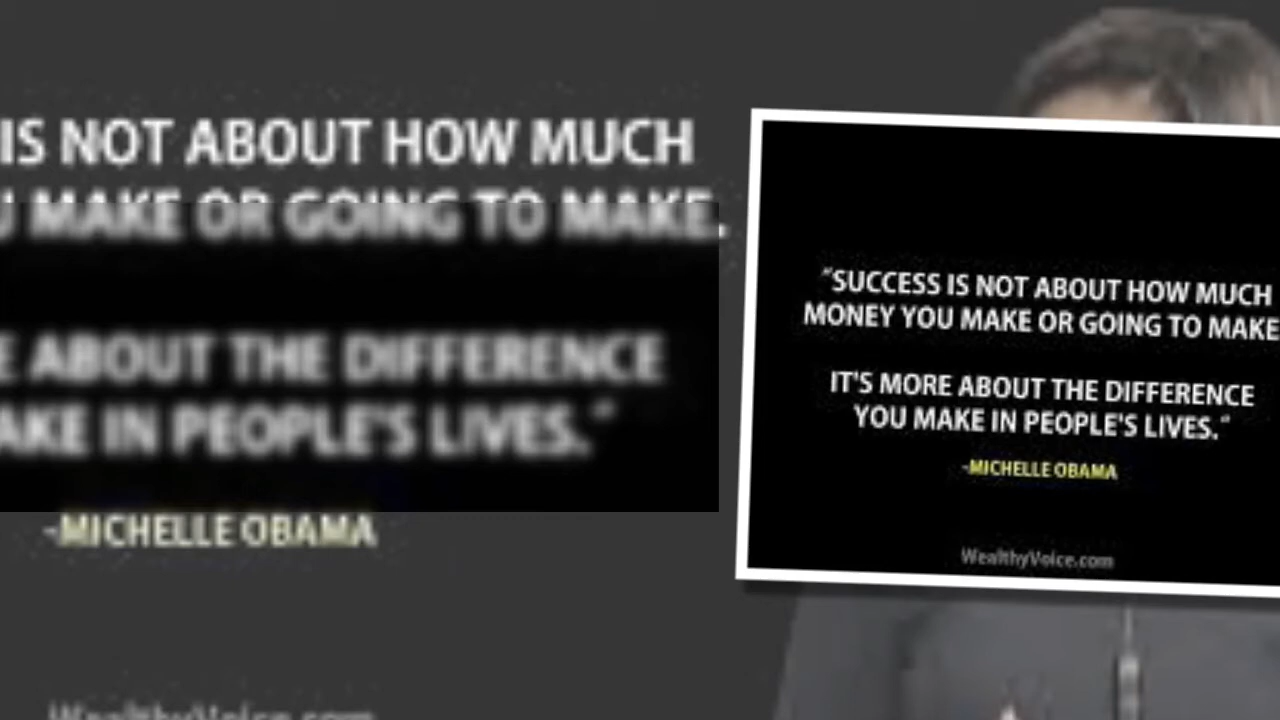 IS NOT ABOUT HOW MUCH
U MAKE OR GOING TO MAKE.
E ABOUT THE DIFFERENCE
AKE IN PEOPLE'S LIVES."
-MICHELLE OBAMA
WealthyVoice.com
"SUCCESS IS NOT ABOUT HOW MUCH
MONEY YOU MAKE OR GOING TO MAKE
IT'S MORE ABOUT THE DIFFERENCE
YOU MAKE IN PEOPLE'S LIVES."
-MICHELLE OBAMA
WealthyVoice.com